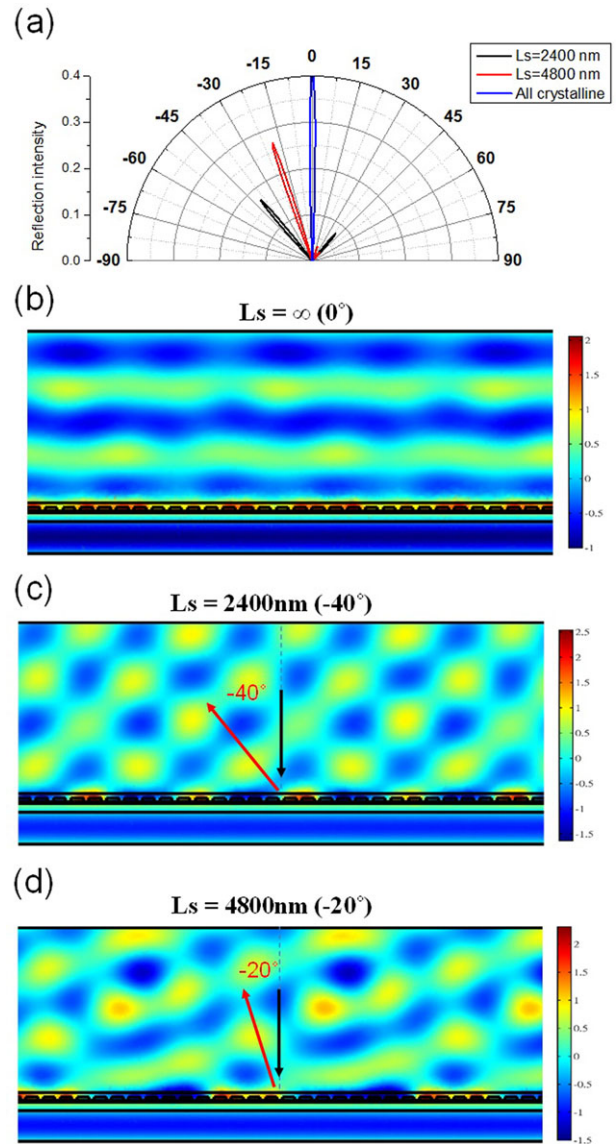 (a)
Ls=2400 nm
Ls=4800 nm
All crystalline
-90 -75 -60 -45 -30 -15 0 15 30 45 60 75 90
Reflection intensity
0.4
0.3
0.2
0.1
0.0
(b)
Ls = ∞ (0°)
2
1.5
1
0.5
0
-0.5
-1
(c)
Ls = 2400nm (-40°)
-40°
2.5
2
1.5
1
0.5
0
-0.5
-1
-1.5
(d)
Ls = 4800nm (-20°)
-20°
2
1.5
1
0.5
0
-0.5
-1
-1.5